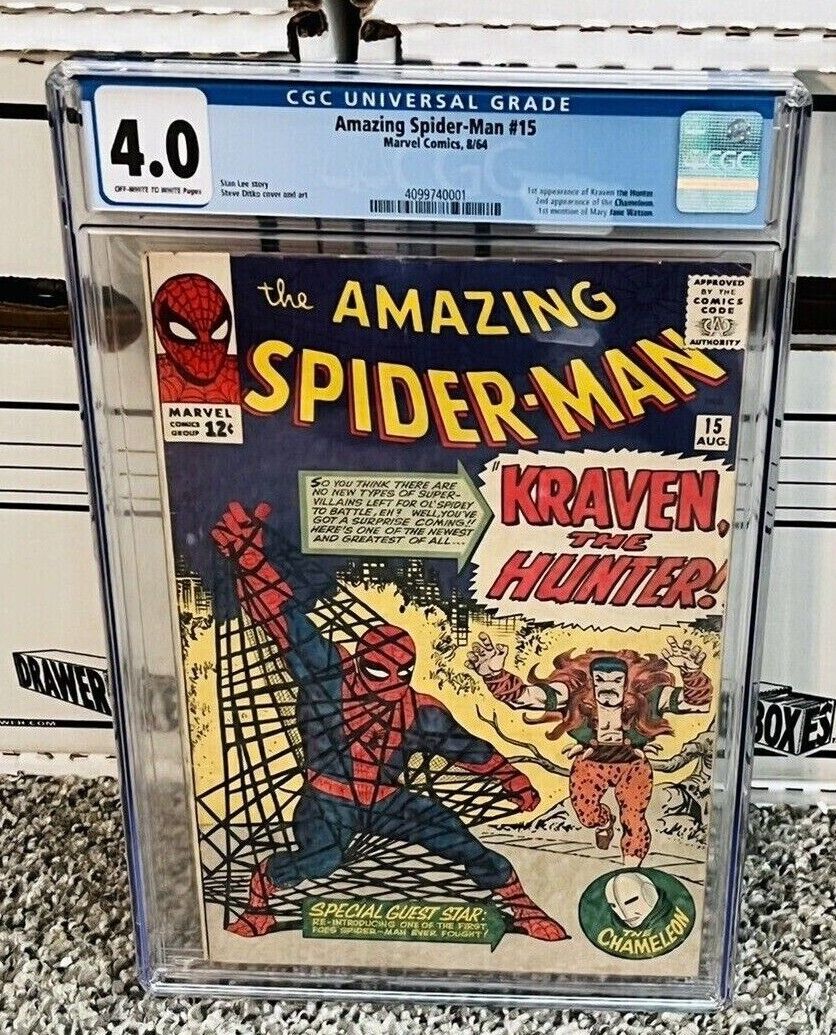 CGC UNIVERSAL GRADE
4.0
OFF-WHITE TO WHITE Pages
Amazing Spider-Man #15
Marvel Comics, 8/64
Stan Lee story
Steve Ditko cover and art
4099740001
1st appearance of Kraven the Hunter.
2nd appearance of the Chameleon.
1st mention of Mary Jane Watson.
CGC
the AMAZING
SPIDER-MAN
APPROVED
BY THE
COMICS
CODE
CA
AUTHORITY
MARVEL
COMICS
GROUP 12¢
15
AUG.
SO YOU THINK THERE ARE
NO NEW TYPES OF SUPER-
VILLAINS LEFT FOR OL' SPIDEY
TO BATTLE, EH? WELL, YOU'VE
GOT A SURPRISE COMING!!
HERE'S ONE OF THE NEWEST
AND GREATEST OF ALL...
"KRAVEN,
THE
HUNTER!
SPECIAL GUEST STAR:
RE-INTRODUCING ONE OF THE FIRST
FOES SPIDER-MAN EVER FOUGHT!
THE
CHAMELEON
DRAWER
WER.COM
BOXES